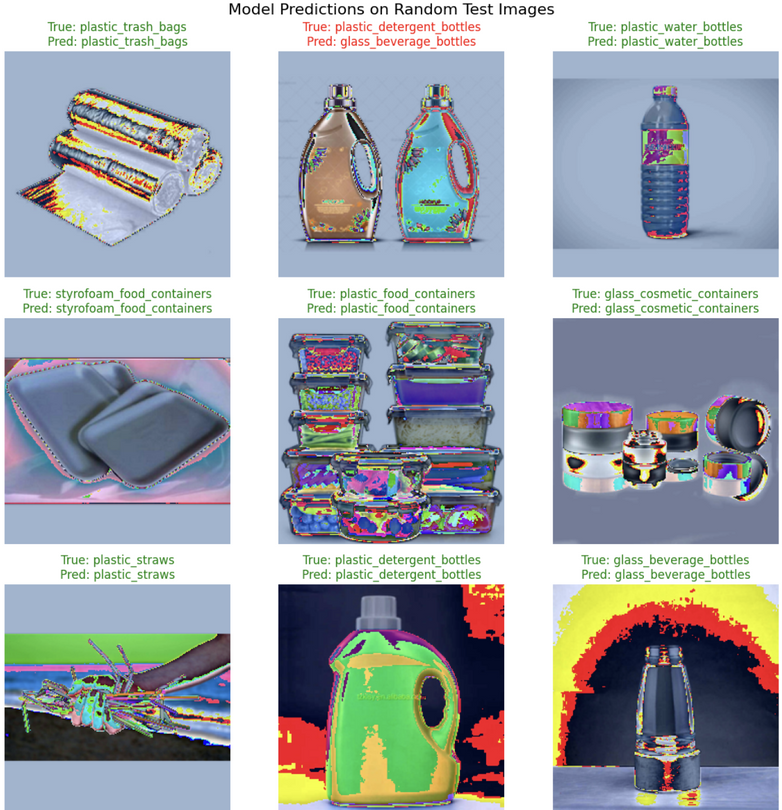 Model Predictions on Random Test Images
True: plastic_trash_bags
Pred: plastic_trash_bags
True: plastic_detergent_bottles
Pred: glass_beverage_bottles
True: plastic_water_bottles
Pred: plastic_water_bottles
True: styrofoam_food_containers
Pred: styrofoam_food_containers
True: plastic_food_containers
Pred: plastic_food_containers
True: glass_cosmetic_containers
Pred: glass_cosmetic_containers
True: plastic_straws
Pred: plastic_straws
True: plastic_detergent_bottles
Pred: plastic_detergent_bottles
True: glass_beverage_bottles
Pred: glass_beverage_bottles